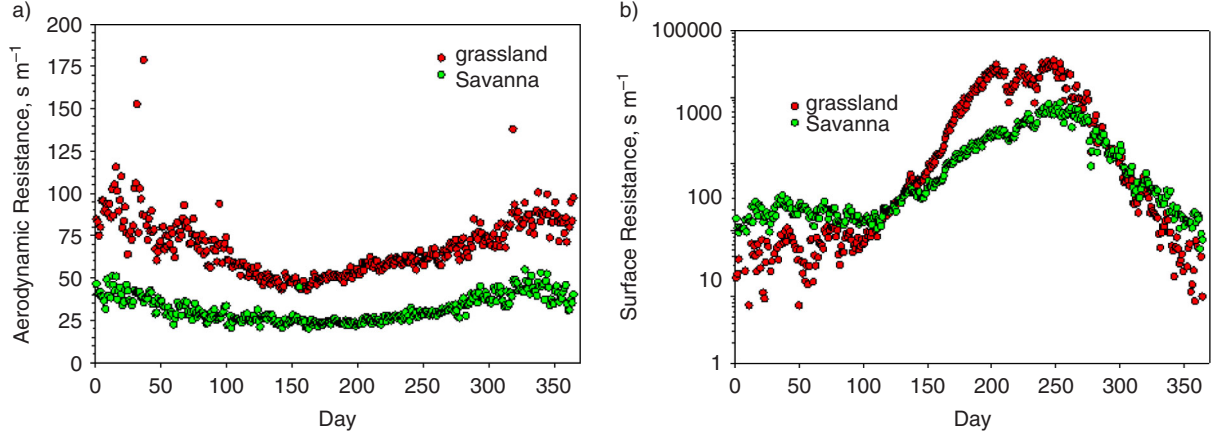 a)
200
175
150
125
100
75
50
25
0
Aerodynamic Resistance, s m⁻¹
grassland
Savanna
0 50 100 150 200 250 300 350
Day
b)
100000
1000
100
10
1
Surface Resistance, s m⁻¹
grassland
Savanna
0 50 100 150 200 250 300 350
Day